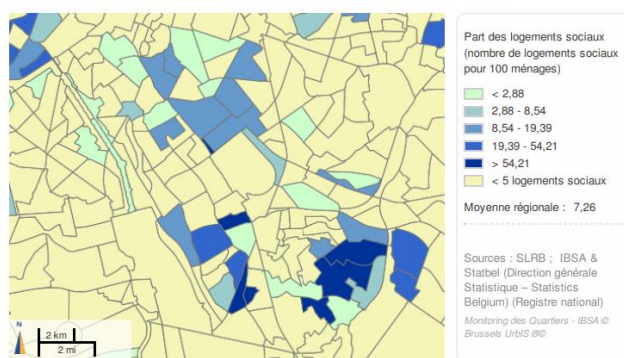 Part des logements sociaux
(nombre de logements sociaux
pour 100 ménages)
< 2,88
2,88 - 8,54
8,54 - 19,39
19,39 - 54,21
> 54,21
< 5 logements sociaux
Moyenne régionale : 7,26
Sources : SLRB ; IBSA &
Statbel (Direction générale
Statistique – Statistics
Belgium) (Registre national)
Monitoring des Quartiers - IBSA ©
Brussels UrbIS ®©
N
2 km
2 mi